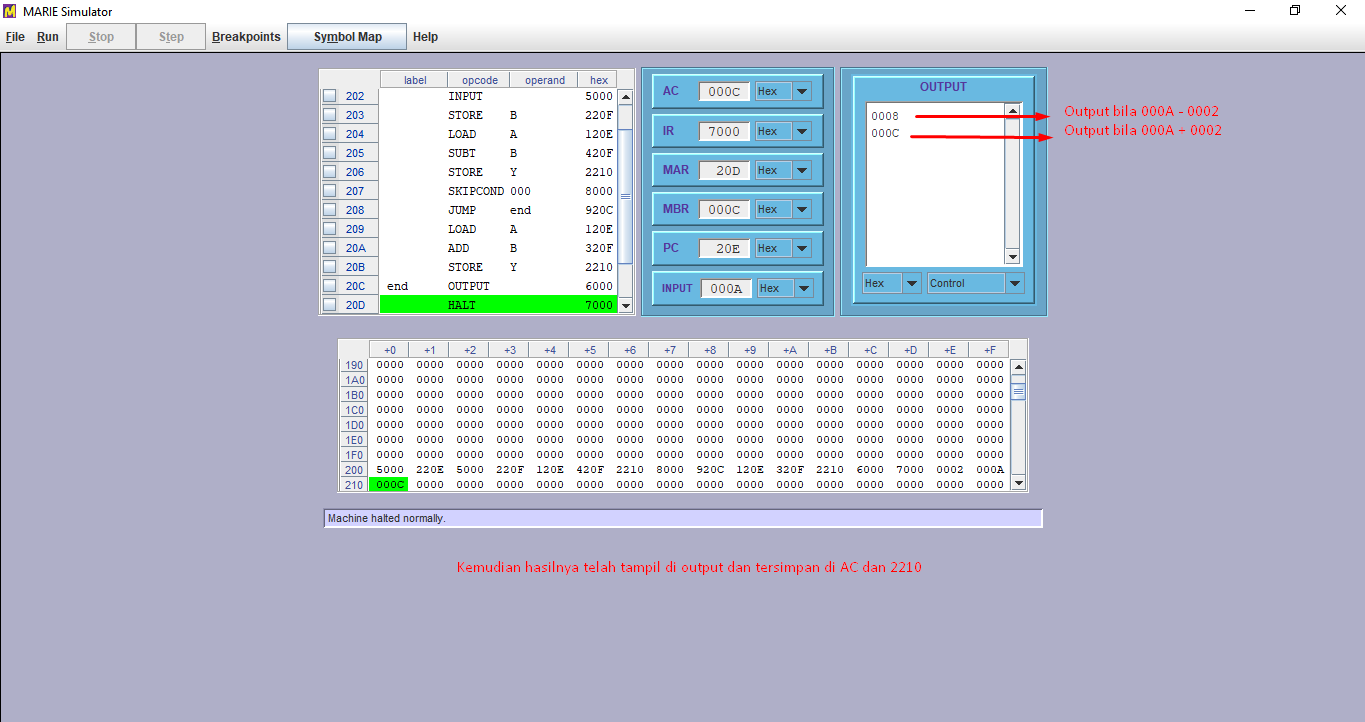 MARIE Simulator
File Run Stop Step Breakpoints Symbol Map Help
label opcode operand hex
202 INPUT 5000
203 STORE B 220F
204 LOAD A 120E
205 SUBT B 420F
206 STORE Y 2210
207 SKIPCOND 000 8000
208 JUMP end 920C
209 LOAD A 120E
20A ADD B 320F
20B STORE Y 2210
20C end OUTPUT 6000
20D HALT 7000
AC 000C Hex
IR 7000 Hex
MAR 20D Hex
MBR 000C Hex
PC 20E Hex
INPUT 000A Hex
OUTPUT
0008
000C
Hex Control
Output bila 000A - 0002
Output bila 000A + 0002
+0 +1 +2 +3 +4 +5 +6 +7 +8 +9 +A +B +C +D +E +F
190 0000 0000 0000 0000 0000 0000 0000 0000 0000 0000 0000 0000 0000 0000 0000 0000
1A0 0000 0000 0000 0000 0000 0000 0000 0000 0000 0000 0000 0000 0000 0000 0000 0000
1B0 0000 0000 0000 0000 0000 0000 0000 0000 0000 0000 0000 0000 0000 0000 0000 0000
1C0 0000 0000 0000 0000 0000 0000 0000 0000 0000 0000 0000 0000 0000 0000 0000 0000
1D0 0000 0000 0000 0000 0000 0000 0000 0000 0000 0000 0000 0000 0000 0000 0000 0000
1E0 0000 0000 0000 0000 0000 0000 0000 0000 0000 0000 0000 0000 0000 0000 0000 0000
1F0 0000 0000 0000 0000 0000 0000 0000 0000 0000 0000 0000 0000 0000 0000 0000 0000
200 5000 220E 5000 220F 120E 420F 2210 8000 920C 120E 320F 2210 6000 7000 0002 000A
210 000C 0000 0000 0000 0000 0000 0000 0000 0000 0000 0000 0000 0000 0000 0000 0000
Machine halted normally.
Kemudian hasilnya telah tampil di output dan tersimpan di AC dan 2210